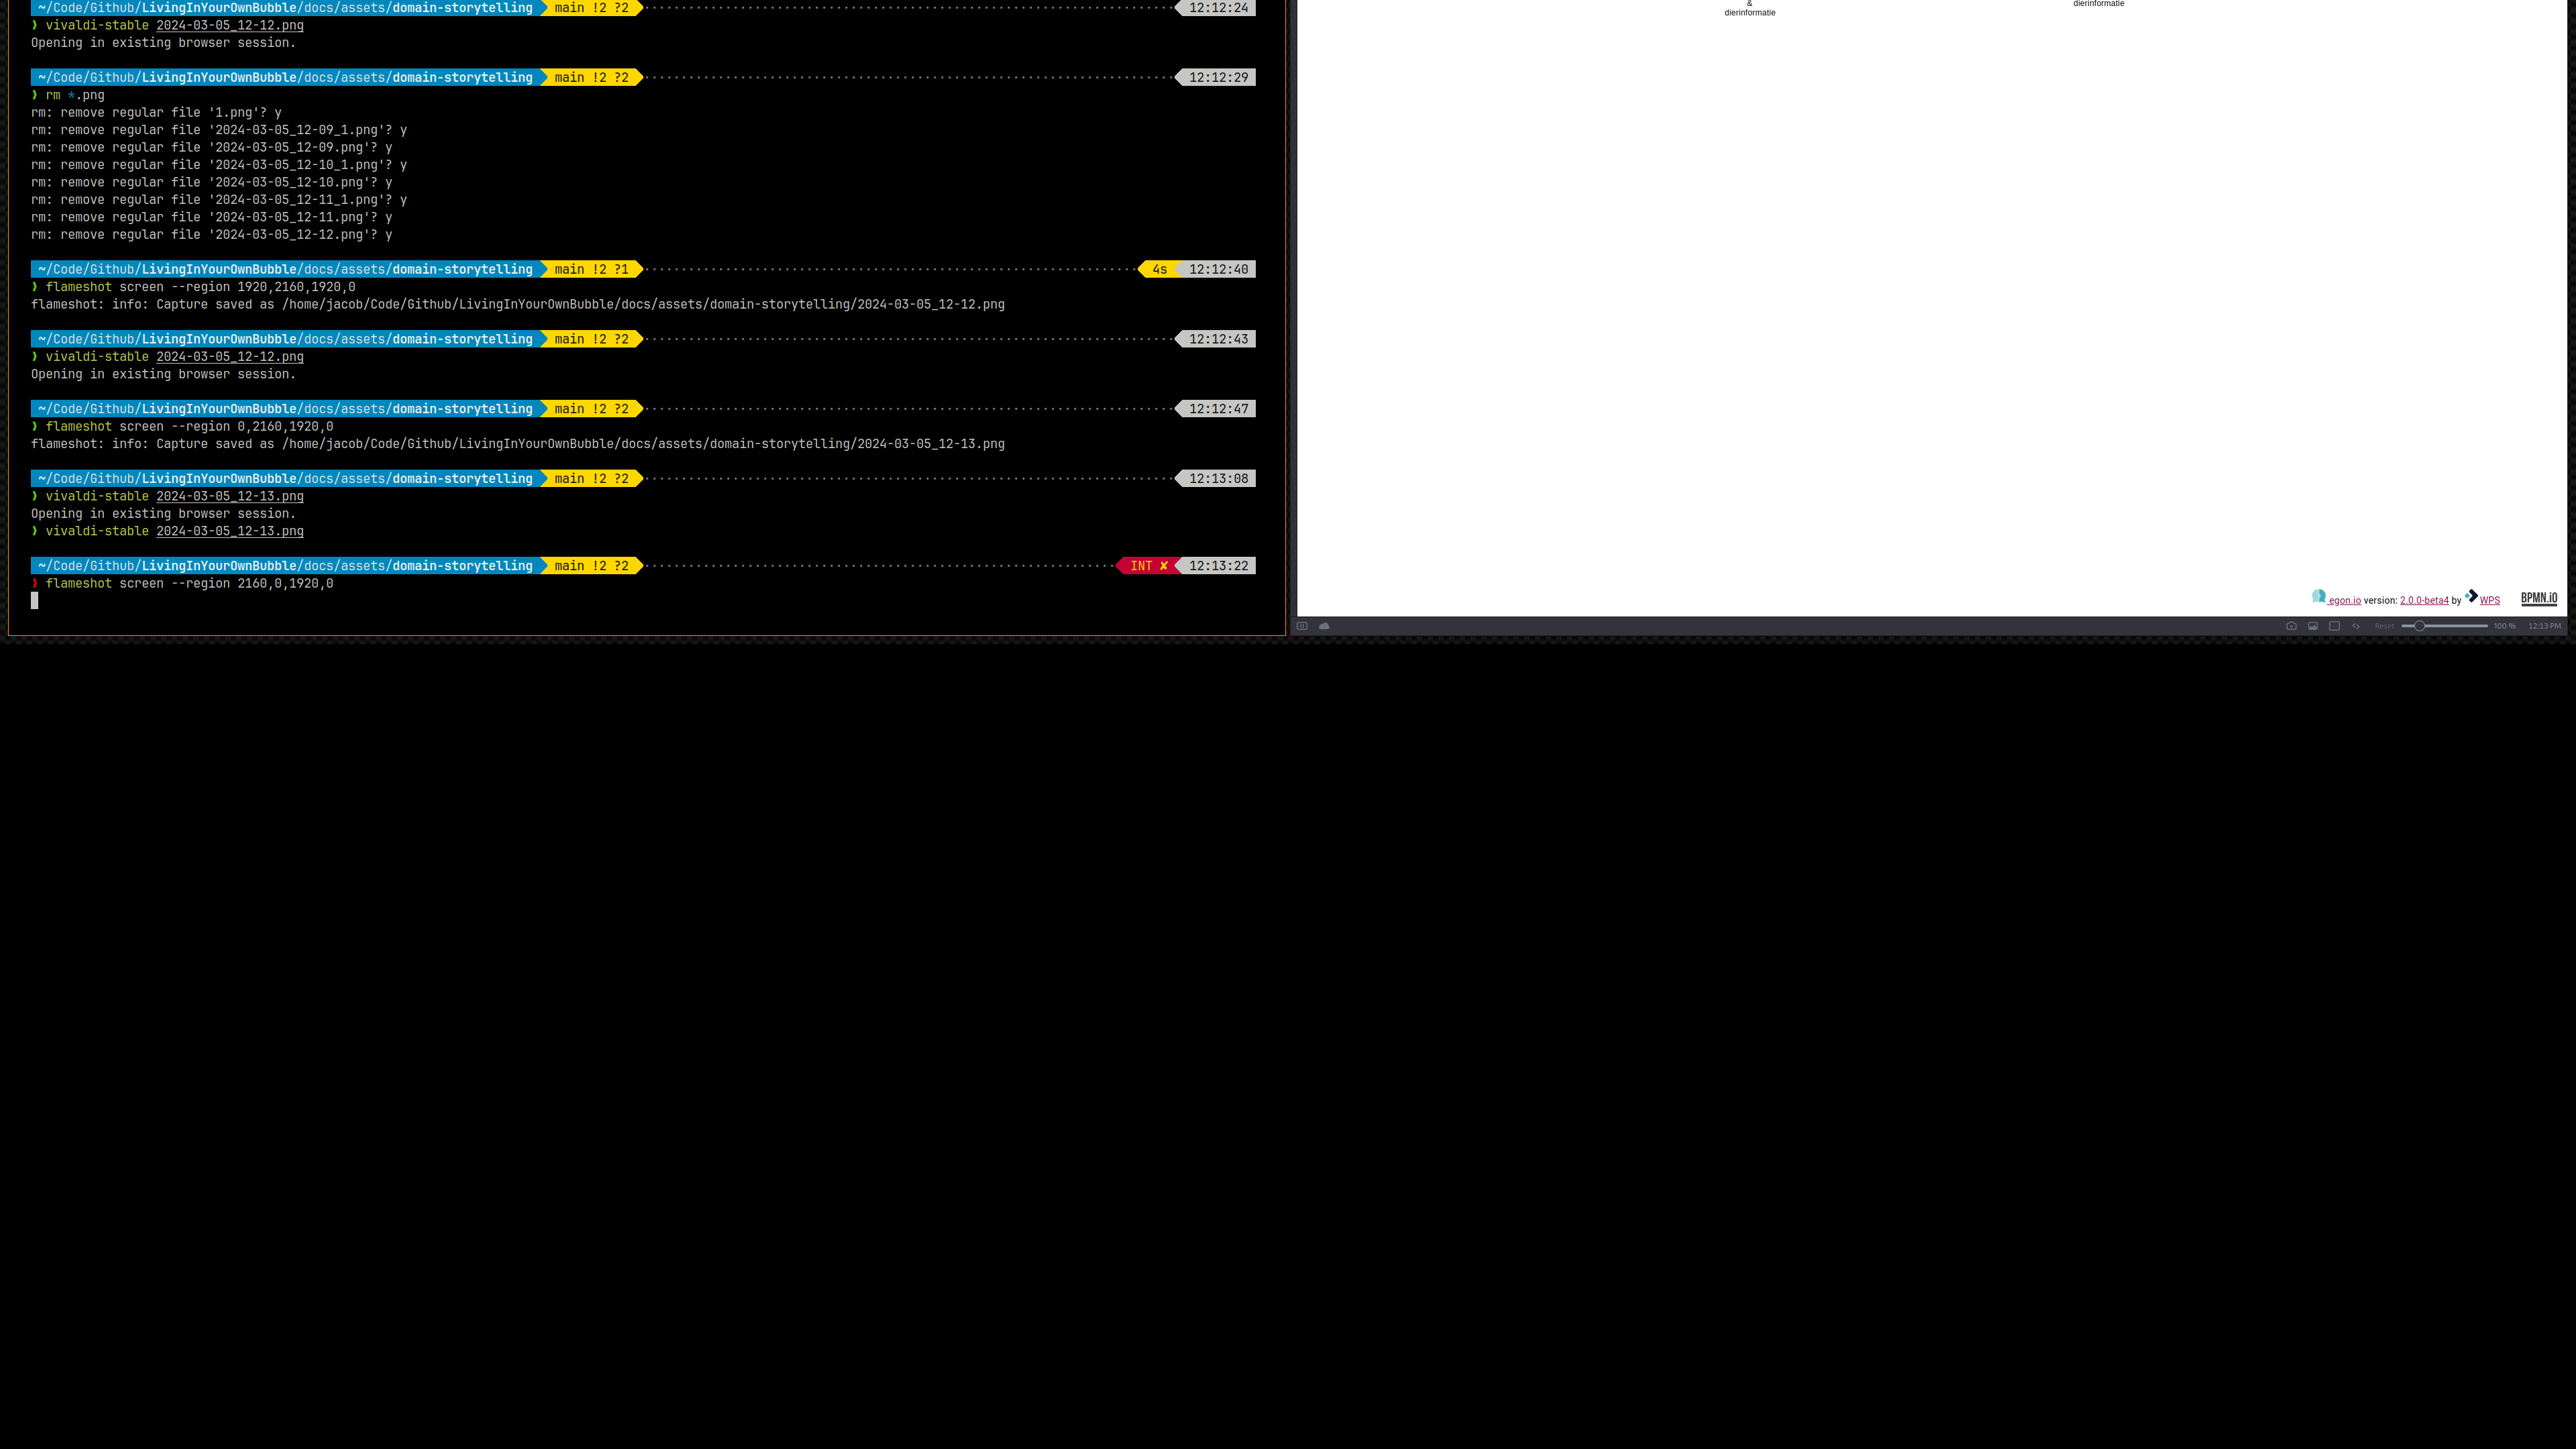 ~/Code/Github/LivingInYourOwnBubble/docs/assets/domain-storytelling main !2 ?2 12:12:24
❱ vivaldi-stable 2024-03-05_12-12.png
Opening in existing browser session.
~/Code/Github/LivingInYourOwnBubble/docs/assets/domain-storytelling main !2 ?2 12:12:29
❱ rm *.png
rm: remove regular file '1.png'? y
rm: remove regular file '2024-03-05_12-09_1.png'? y
rm: remove regular file '2024-03-05_12-09.png'? y
rm: remove regular file '2024-03-05_12-10_1.png'? y
rm: remove regular file '2024-03-05_12-10.png'? y
rm: remove regular file '2024-03-05_12-11_1.png'? y
rm: remove regular file '2024-03-05_12-11.png'? y
rm: remove regular file '2024-03-05_12-12.png'? y
~/Code/Github/LivingInYourOwnBubble/docs/assets/domain-storytelling main !2 ?1 4s 12:12:40
❱ flameshot screen --region 1920,2160,1920,0
flameshot: info: Capture saved as /home/jacob/Code/Github/LivingInYourOwnBubble/docs/assets/domain-storytelling/2024-03-05_12-12.png
~/Code/Github/LivingInYourOwnBubble/docs/assets/domain-storytelling main !2 ?2 12:12:43
❱ vivaldi-stable 2024-03-05_12-12.png
Opening in existing browser session.
~/Code/Github/LivingInYourOwnBubble/docs/assets/domain-storytelling main !2 ?2 12:12:47
❱ flameshot screen --region 0,2160,1920,0
flameshot: info: Capture saved as /home/jacob/Code/Github/LivingInYourOwnBubble/docs/assets/domain-storytelling/2024-03-05_12-13.png
~/Code/Github/LivingInYourOwnBubble/docs/assets/domain-storytelling main !2 ?2 12:13:08
❱ vivaldi-stable 2024-03-05_12-13.png
Opening in existing browser session.
❱ vivaldi-stable 2024-03-05_12-13.png
~/Code/Github/LivingInYourOwnBubble/docs/assets/domain-storytelling main !2 ?2 INT ✘ 12:13:22
❱ flameshot screen --region 2160,0,1920,0
&
dierinformatie
dierinformatie
egon.io version: 2.0.0-beta4 by WPS BPMN.iO
Reset 100 % 12:13 PM